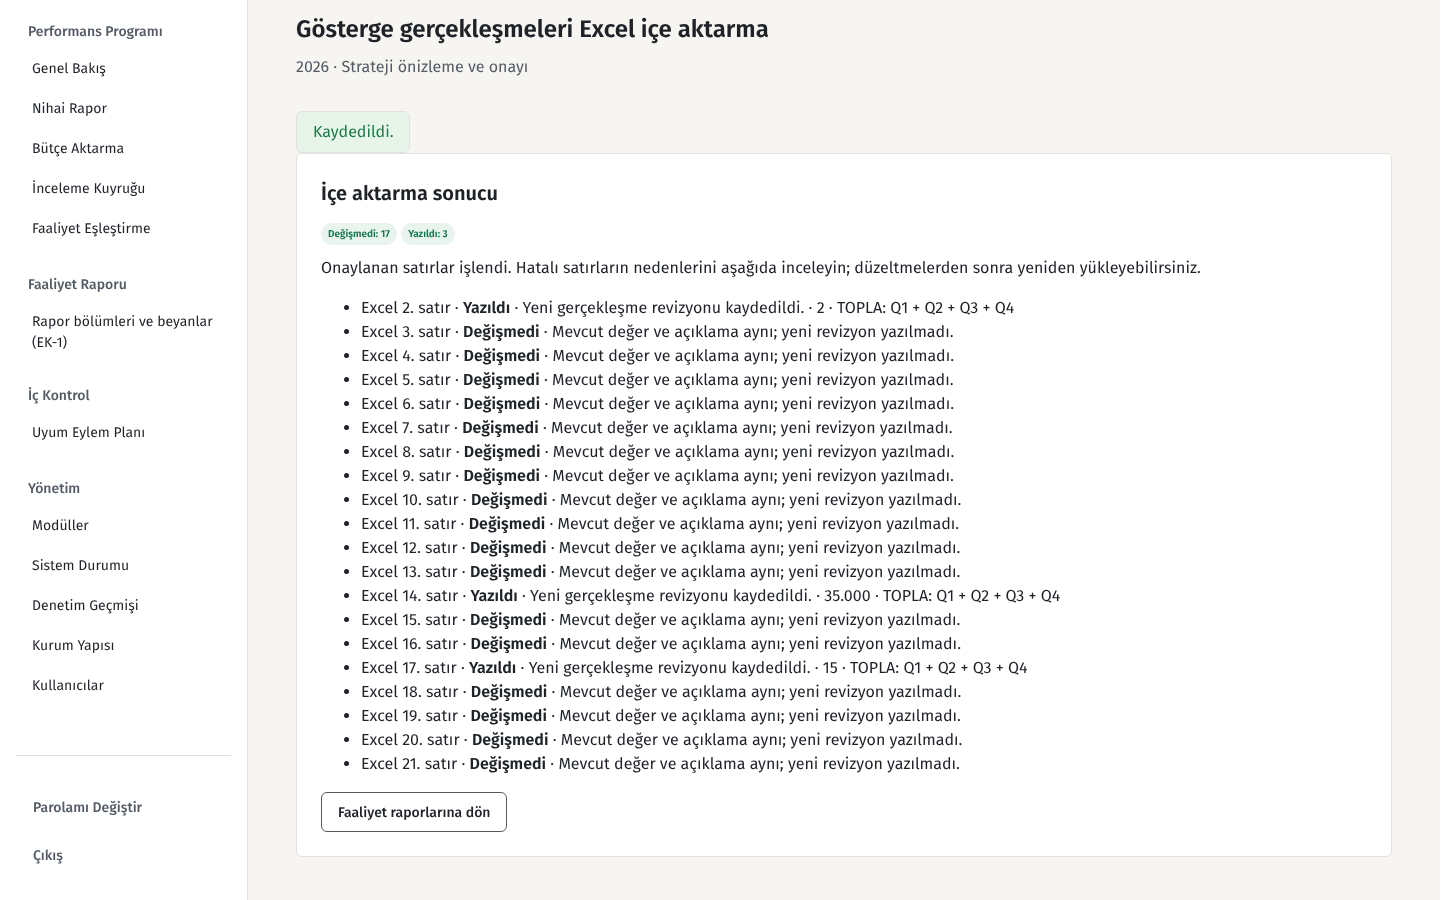 Performans Programı
Genel Bakış
Nihai Rapor
Bütçe Aktarma
İnceleme Kuyruğu
Faaliyet Eşleştirme
Faaliyet Raporu
Rapor bölümleri ve beyanlar
(EK-1)
İç Kontrol
Uyum Eylem Planı
Yönetim
Modüller
Sistem Durumu
Denetim Geçmişi
Kurum Yapısı
Kullanıcılar
Parolamı Değiştir
Çıkış
Gösterge gerçekleşmeleri Excel içe aktarma
2026 · Strateji önizleme ve onayı
Kaydedildi.
İçe aktarma sonucu
Değişmedi: 17 Yazıldı: 3
Onaylanan satırlar işlendi. Hatalı satırların nedenlerini aşağıda inceleyin; düzeltmelerden sonra yeniden yükleyebilirsiniz.
• Excel 2. satır · Yazıldı · Yeni gerçekleşme revizyonu kaydedildi. · 2 · TOPLA: Q1 + Q2 + Q3 + Q4
• Excel 3. satır · Değişmedi · Mevcut değer ve açıklama aynı; yeni revizyon yazılmadı.
• Excel 4. satır · Değişmedi · Mevcut değer ve açıklama aynı; yeni revizyon yazılmadı.
• Excel 5. satır · Değişmedi · Mevcut değer ve açıklama aynı; yeni revizyon yazılmadı.
• Excel 6. satır · Değişmedi · Mevcut değer ve açıklama aynı; yeni revizyon yazılmadı.
• Excel 7. satır · Değişmedi · Mevcut değer ve açıklama aynı; yeni revizyon yazılmadı.
• Excel 8. satır · Değişmedi · Mevcut değer ve açıklama aynı; yeni revizyon yazılmadı.
• Excel 9. satır · Değişmedi · Mevcut değer ve açıklama aynı; yeni revizyon yazılmadı.
• Excel 10. satır · Değişmedi · Mevcut değer ve açıklama aynı; yeni revizyon yazılmadı.
• Excel 11. satır · Değişmedi · Mevcut değer ve açıklama aynı; yeni revizyon yazılmadı.
• Excel 12. satır · Değişmedi · Mevcut değer ve açıklama aynı; yeni revizyon yazılmadı.
• Excel 13. satır · Değişmedi · Mevcut değer ve açıklama aynı; yeni revizyon yazılmadı.
• Excel 14. satır · Yazıldı · Yeni gerçekleşme revizyonu kaydedildi. · 35.000 · TOPLA: Q1 + Q2 + Q3 + Q4
• Excel 15. satır · Değişmedi · Mevcut değer ve açıklama aynı; yeni revizyon yazılmadı.
• Excel 16. satır · Değişmedi · Mevcut değer ve açıklama aynı; yeni revizyon yazılmadı.
• Excel 17. satır · Yazıldı · Yeni gerçekleşme revizyonu kaydedildi. · 15 · TOPLA: Q1 + Q2 + Q3 + Q4
• Excel 18. satır · Değişmedi · Mevcut değer ve açıklama aynı; yeni revizyon yazılmadı.
• Excel 19. satır · Değişmedi · Mevcut değer ve açıklama aynı; yeni revizyon yazılmadı.
• Excel 20. satır · Değişmedi · Mevcut değer ve açıklama aynı; yeni revizyon yazılmadı.
• Excel 21. satır · Değişmedi · Mevcut değer ve açıklama aynı; yeni revizyon yazılmadı.
Faaliyet raporlarına dön